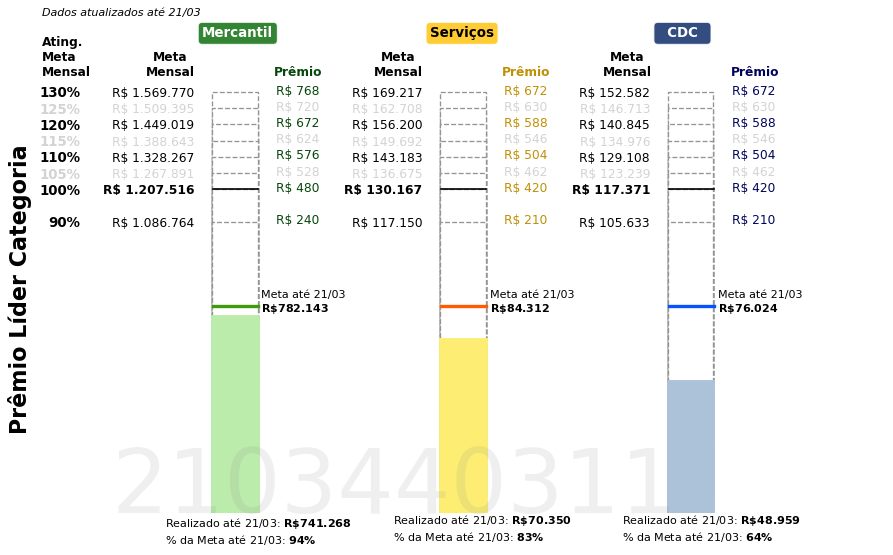 Dados atualizados até 21/03
Mercantil
Serviços
CDC
Ating.
Meta
Mensal
Meta
Mensal
Prêmio
Meta
Mensal
Prêmio
Meta
Mensal
Prêmio
130% R$ 1.569.770 R$ 768 R$ 169.217 R$ 672 R$ 152.582 R$ 672
125% R$ 1.509.395 R$ 720 R$ 162.708 R$ 630 R$ 146.713 R$ 630
120% R$ 1.449.019 R$ 672 R$ 156.200 R$ 588 R$ 140.845 R$ 588
115% R$ 1.388.643 R$ 624 R$ 149.692 R$ 546 R$ 134.976 R$ 546
110% R$ 1.328.267 R$ 576 R$ 143.183 R$ 504 R$ 129.108 R$ 504
105% R$ 1.267.891 R$ 528 R$ 136.675 R$ 462 R$ 123.239 R$ 462
100% R$ 1.207.516 R$ 480 R$ 130.167 R$ 420 R$ 117.371 R$ 420
90% R$ 1.086.764 R$ 240 R$ 117.150 R$ 210 R$ 105.633 R$ 210
Prêmio Líder Categoria
Meta até 21/03
R$782.143
Meta até 21/03
R$84.312
Meta até 21/03
R$76.024
2103440311
Realizado até 21/03: R$741.268
% da Meta até 21/03: 94%
Realizado até 21/03: R$70.350
% da Meta até 21/03: 83%
Realizado até 21/03: R$48.959
% da Meta até 21/03: 64%